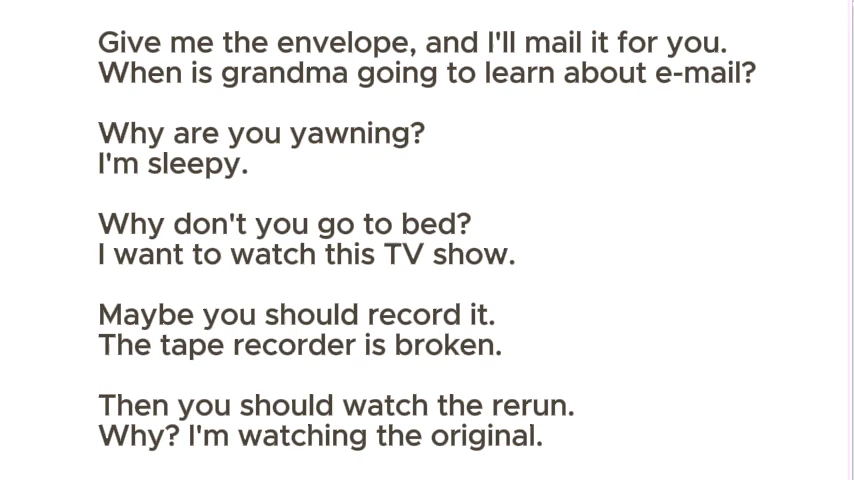 Give me the envelope, and I'll mail it for you.
When is grandma going to learn about e-mail?
Why are you yawning?
I'm sleepy.
Why don't you go to bed?
I want to watch this TV show.
Maybe you should record it.
The tape recorder is broken.
Then you should watch the rerun.
Why? I'm watching the original.